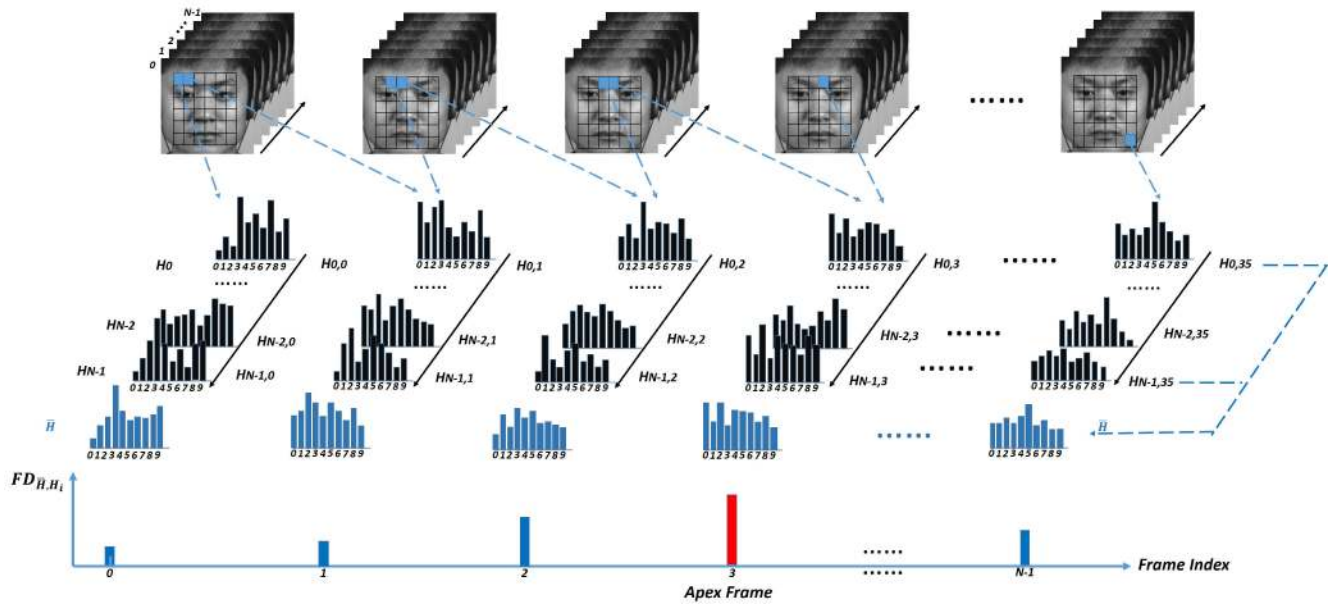 N-1
2
1
0
......
0123456789 0123456789 0123456789 0123456789 0123456789
H0 H0,0 H0,1 H0,2 H0,3 ...... H0,35
...... ...... ...... ...... ......
HN-2 HN-2,0 HN-2,1 HN-2,2 HN-2,3 ...... HN-2,35
HN-1 HN-1,0 HN-1,1 HN-1,2 HN-1,3 ...... HN-1,35
0123456789 0123456789 0123456789 0123456789 0123456789
H̅ ...... H̅
0123456789 0123456789 0123456789 0123456789 0123456789
FD H̅,Hi
......
0 1 2 3 ...... N-1 Frame Index
Apex Frame